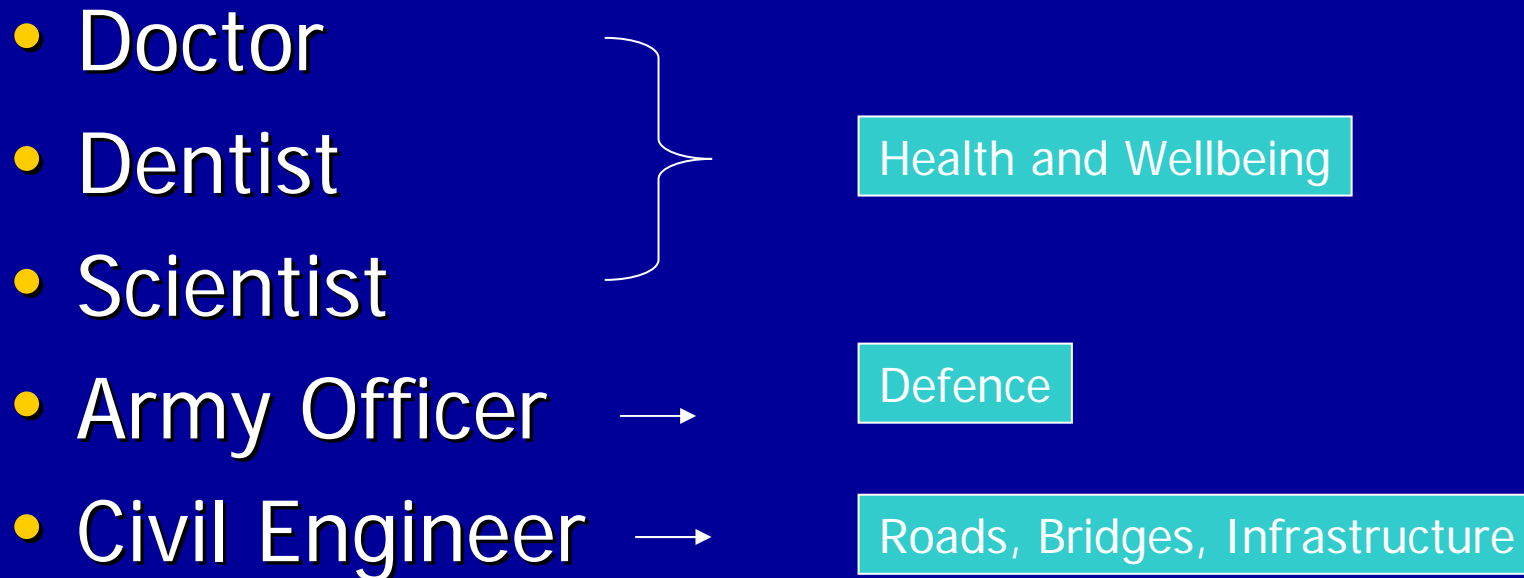 • Doctor
• Dentist
Health and Wellbeing
• Scientist
• Army Officer
Defence
• Civil Engineer
Roads, Bridges, Infrastructure